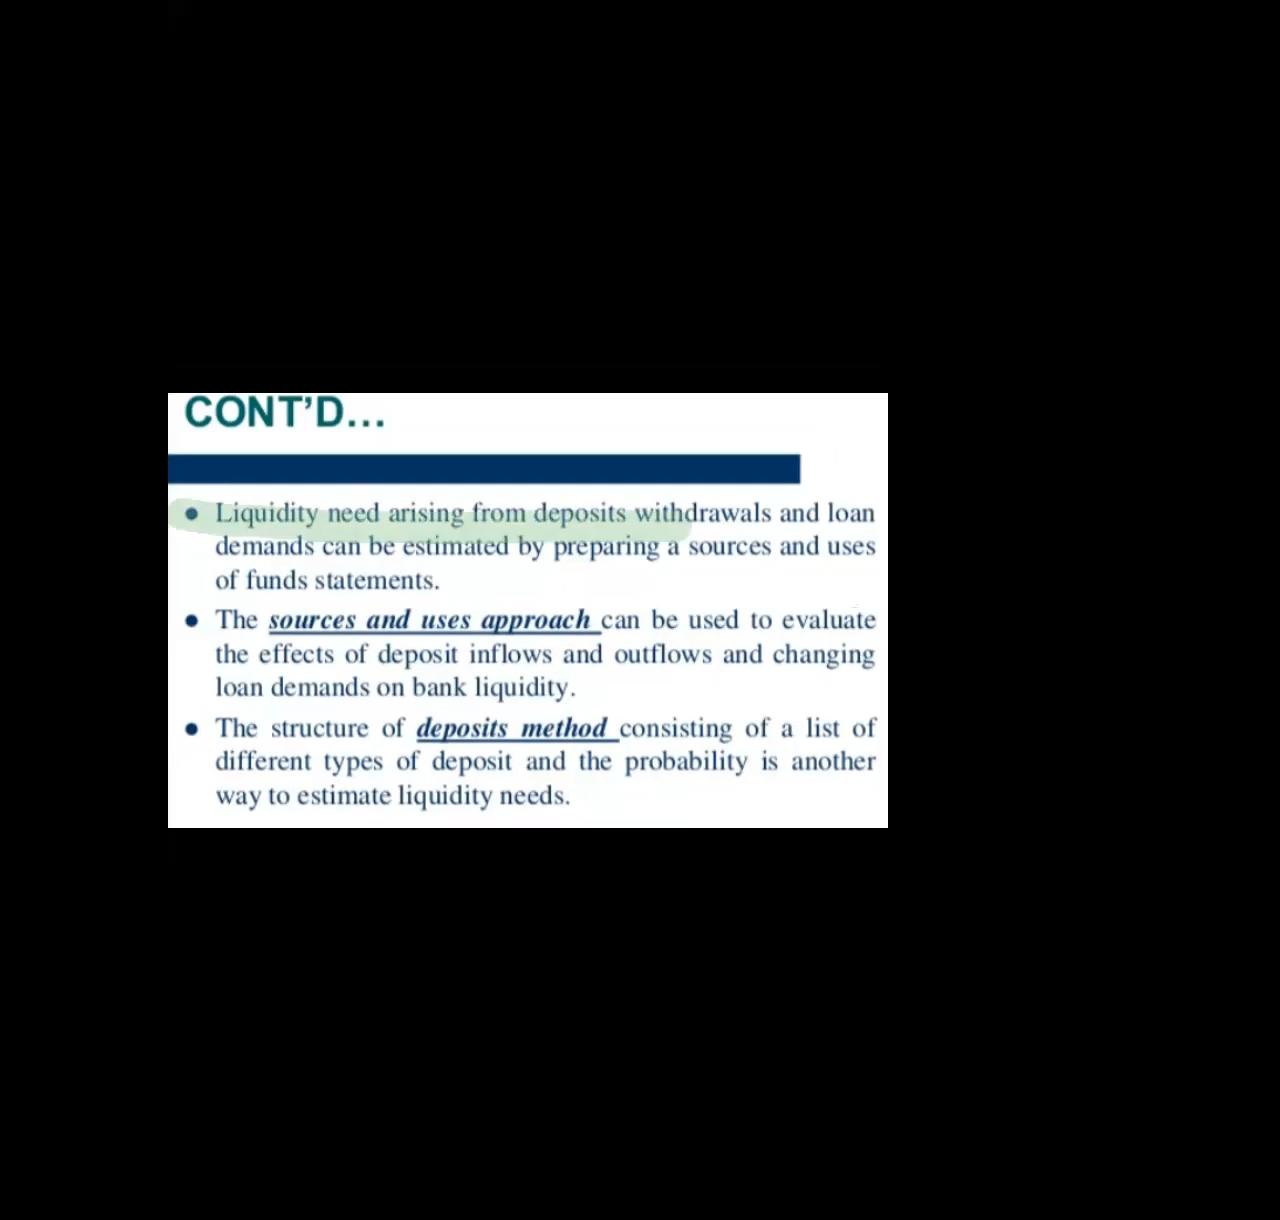 CONT'D...
● Liquidity need arising from deposits withdrawals and loan
demands can be estimated by preparing a sources and uses
of funds statements.
● The sources and uses approach can be used to evaluate
the effects of deposit inflows and outflows and changing
loan demands on bank liquidity.
● The structure of deposits method consisting of a list of
different types of deposit and the probability is another
way to estimate liquidity needs.